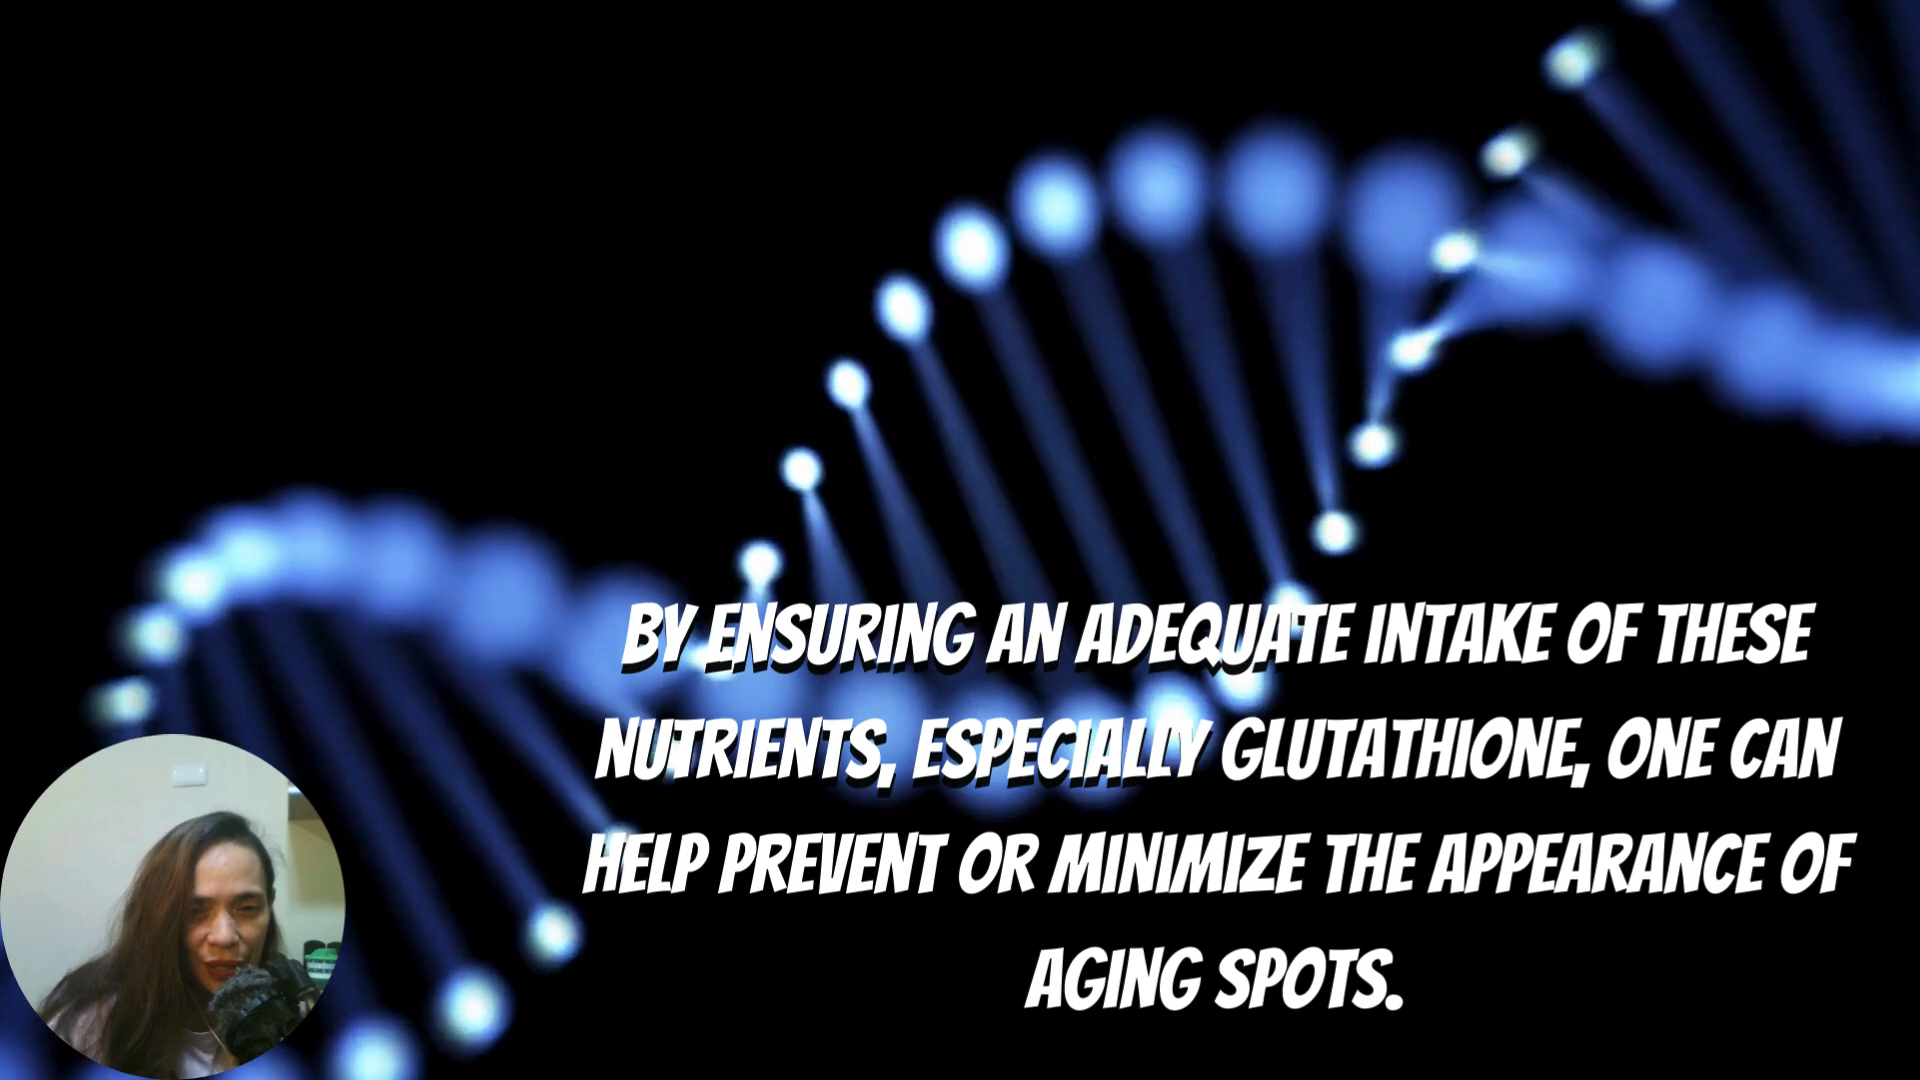 BY ENSURING AN ADEQUATE INTAKE OF THESE
NUTRIENTS, ESPECIALLY GLUTATHIONE, ONE CAN
HELP PREVENT OR MINIMIZE THE APPEARANCE OF
AGING SPOTS.